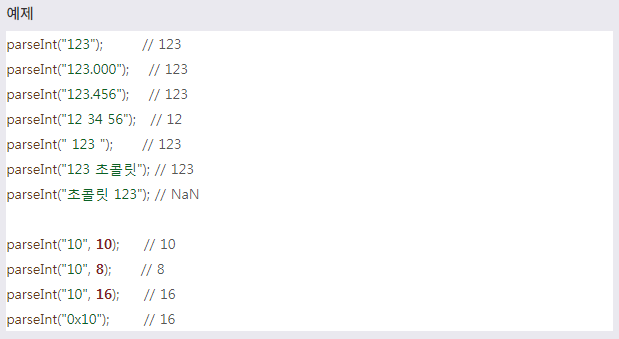 예제
parseInt("123"); // 123
parseInt("123.000"); // 123
parseInt("123.456"); // 123
parseInt("12 34 56"); // 12
parseInt(" 123 "); // 123
parseInt("123 초콜릿"); // 123
parseInt("초콜릿 123"); // NaN
parseInt("10", 10); // 10
parseInt("10", 8); // 8
parseInt("10", 16); // 16
parseInt("0x10"); // 16